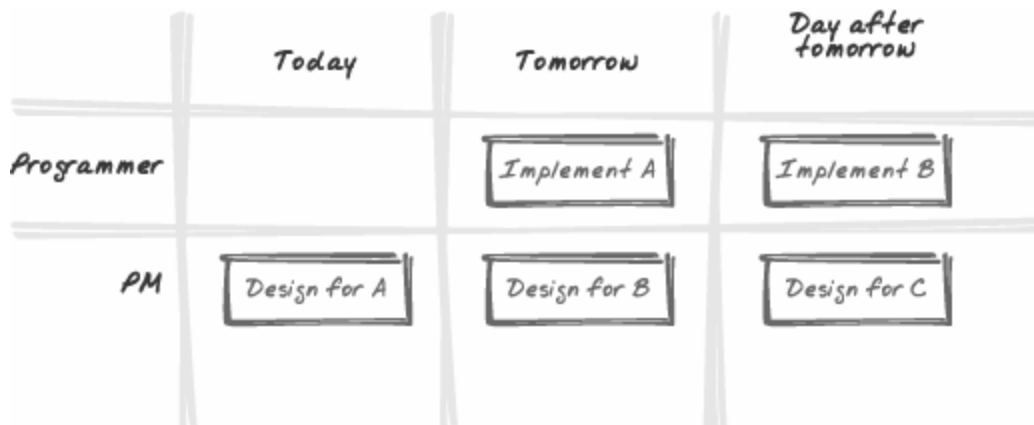 Today
Tomorrow
Day after
tomorrow
Programmer
Implement A
Implement B
PM
Design for A
Design for B
Design for C